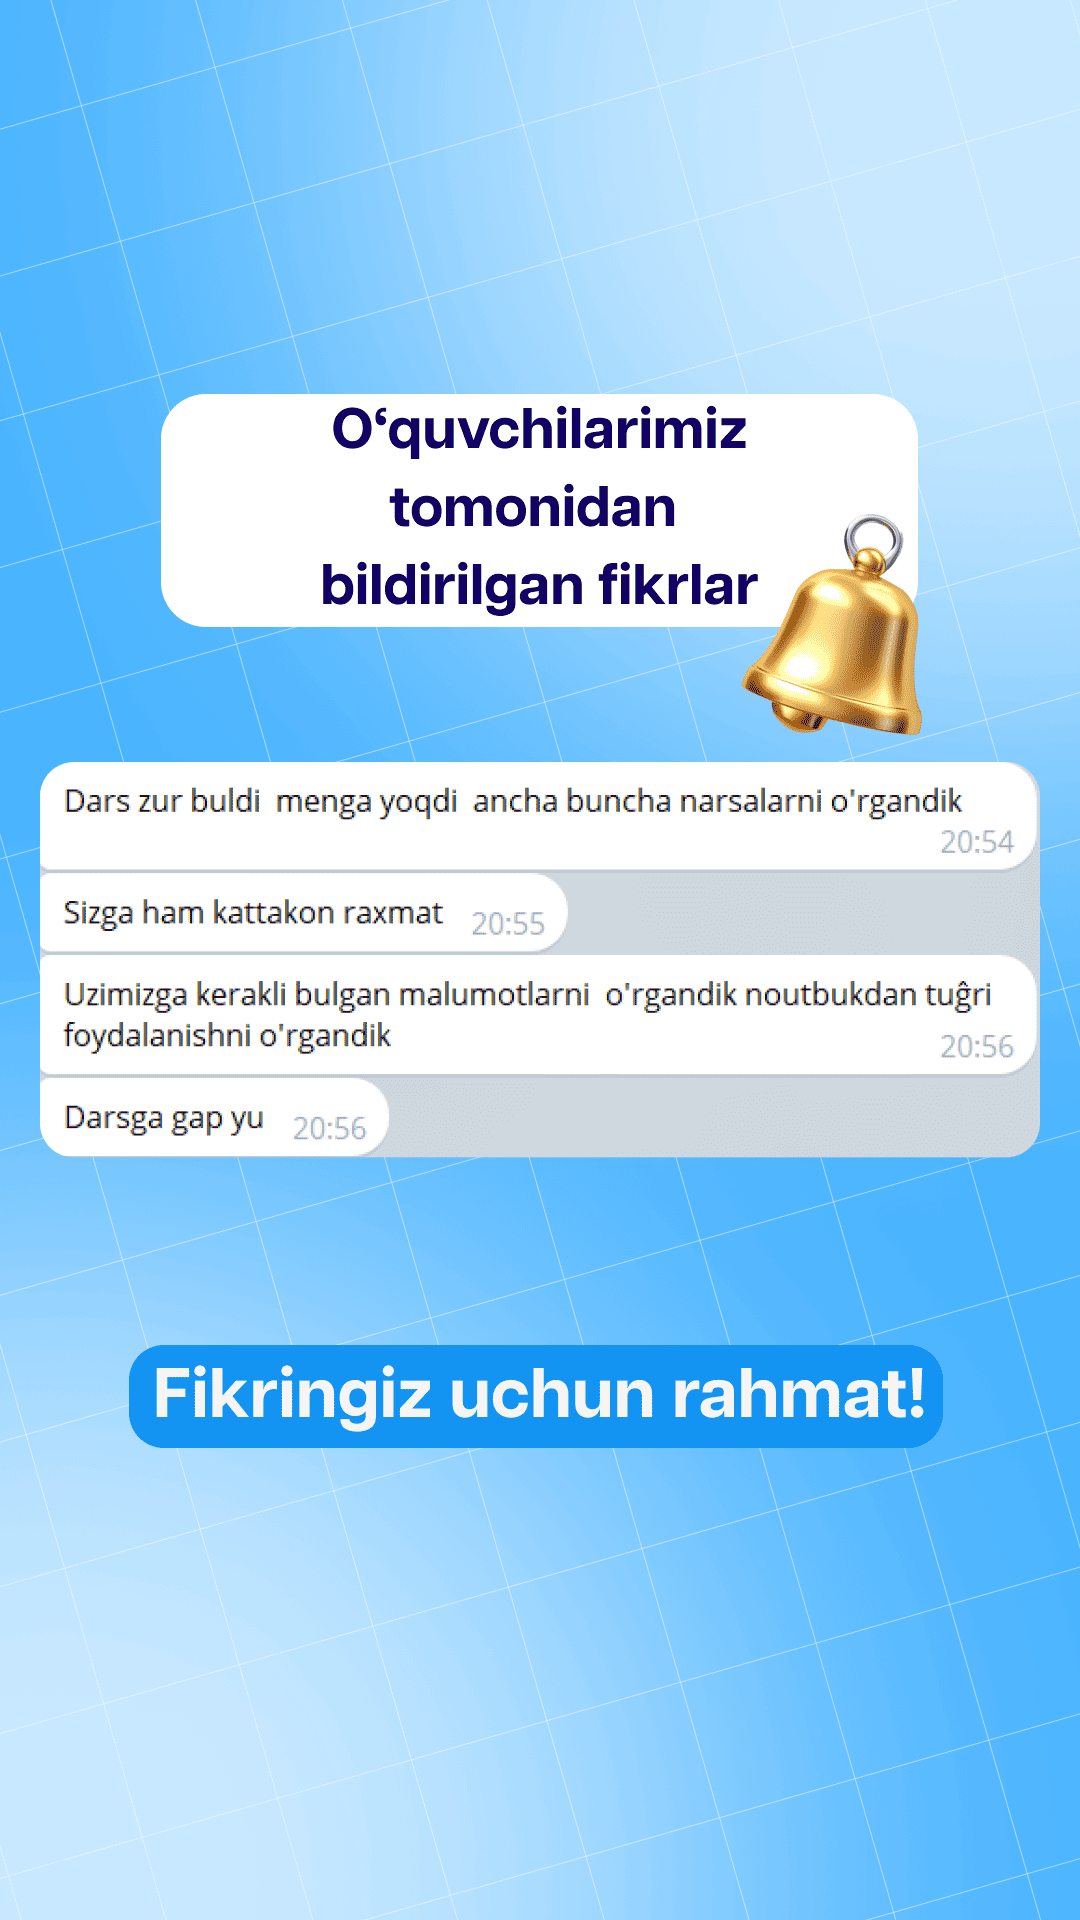 O‘quvchilarimiz
tomonidan
bildirilgan fikrlar
Dars zur buldi  menga yoqdi  ancha buncha narsalarni o'rgandik
20:54
Sizga ham kattakon raxmat 20:55
Uzimizga kerakli bulgan malumotlarni  o'rgandik noutbukdan tuĝri
foydalanishni o'rgandik 20:56
Darsga gap yu 20:56
Fikringiz uchun rahmat!